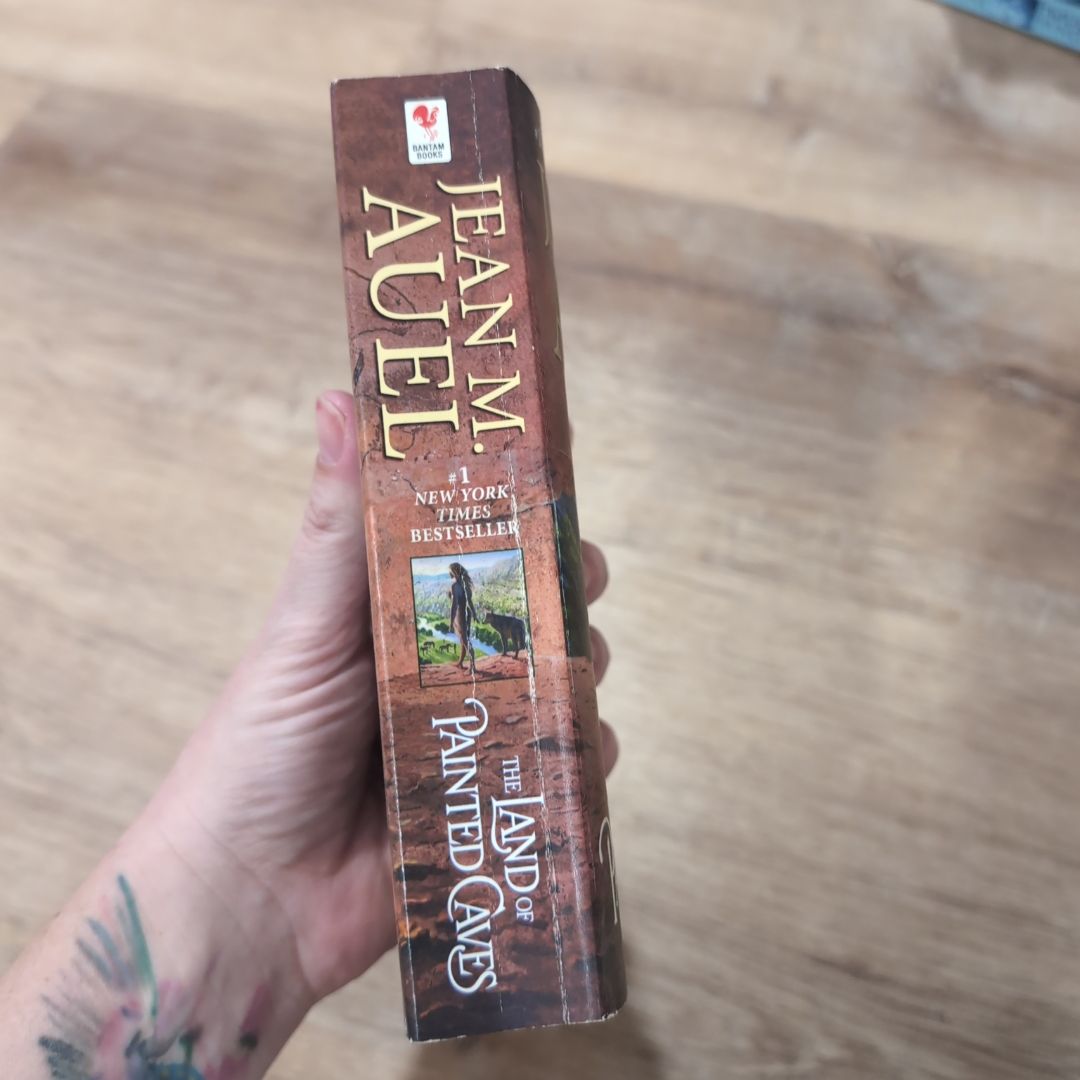 BANTAM
BOOKS
JEAN M.
AUEL
#1
NEW YORK
TIMES
BESTSELLER
THE LAND OF
PAINTED CAVES